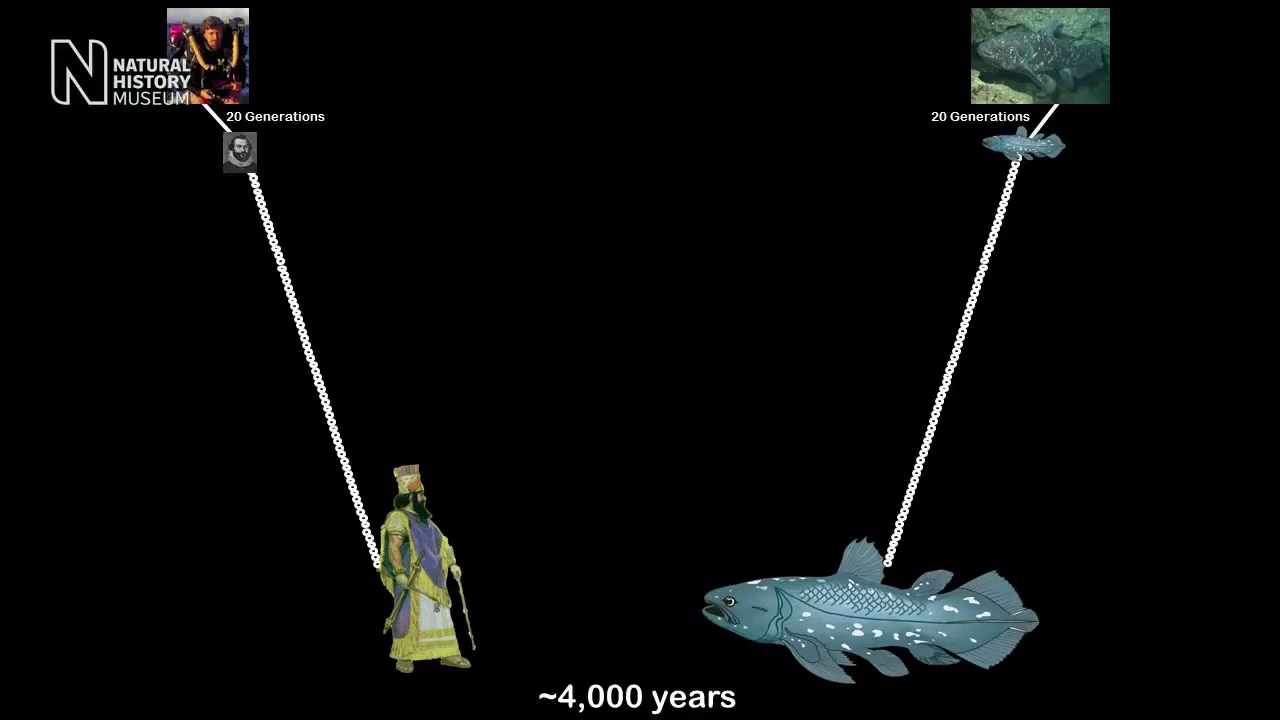 N NATURAL
HISTORY
MUSEUM
20 Generations
20 Generations
~4,000 years